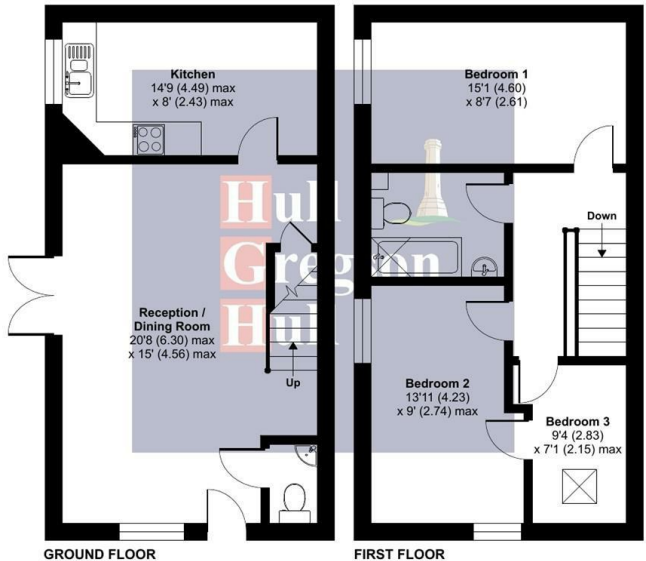 Kitchen
14'9 (4.49) max
x 8' (2.43) max
Bedroom 1
15'1 (4.60)
x 8'7 (2.61)
Hull
Gregson
Hull
Down
Reception /
Dining Room
20'8 (6.30) max
x 15' (4.56) max
Up
Bedroom 2
13'11 (4.23)
x 9' (2.74) max
Bedroom 3
9'4 (2.83)
x 7'1 (2.15) max
GROUND FLOOR
FIRST FLOOR